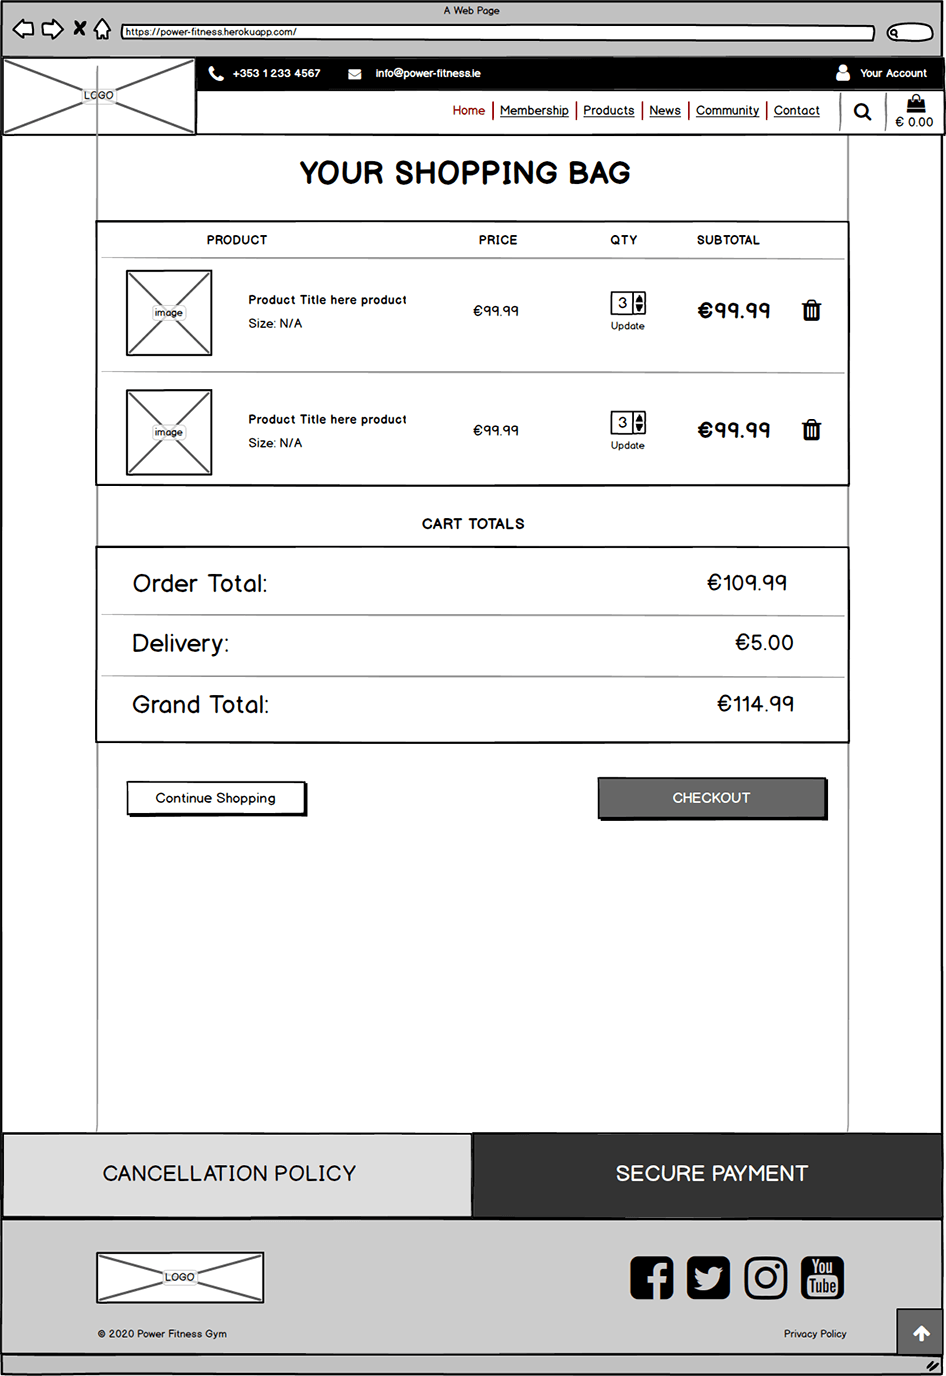 A Web Page
https://power-fitness.herokuapp.com/
LOGO
+353 1 233 4567 info@power-fitness.ie Your Account
Home Membership Products News Community Contact
€ 0.00
YOUR SHOPPING BAG
PRODUCT PRICE QTY SUBTOTAL
image
Product Title here product
Size: N/A
€99.99
3
Update
€99.99
image
Product Title here product
Size: N/A
€99.99
3
Update
€99.99
CART TOTALS
Order Total: €109.99
Delivery: €5.00
Grand Total: €114.99
Continue Shopping CHECKOUT
CANCELLATION POLICY SECURE PAYMENT
LOGO
You
Tube
© 2020 Power Fitness Gym Privacy Policy